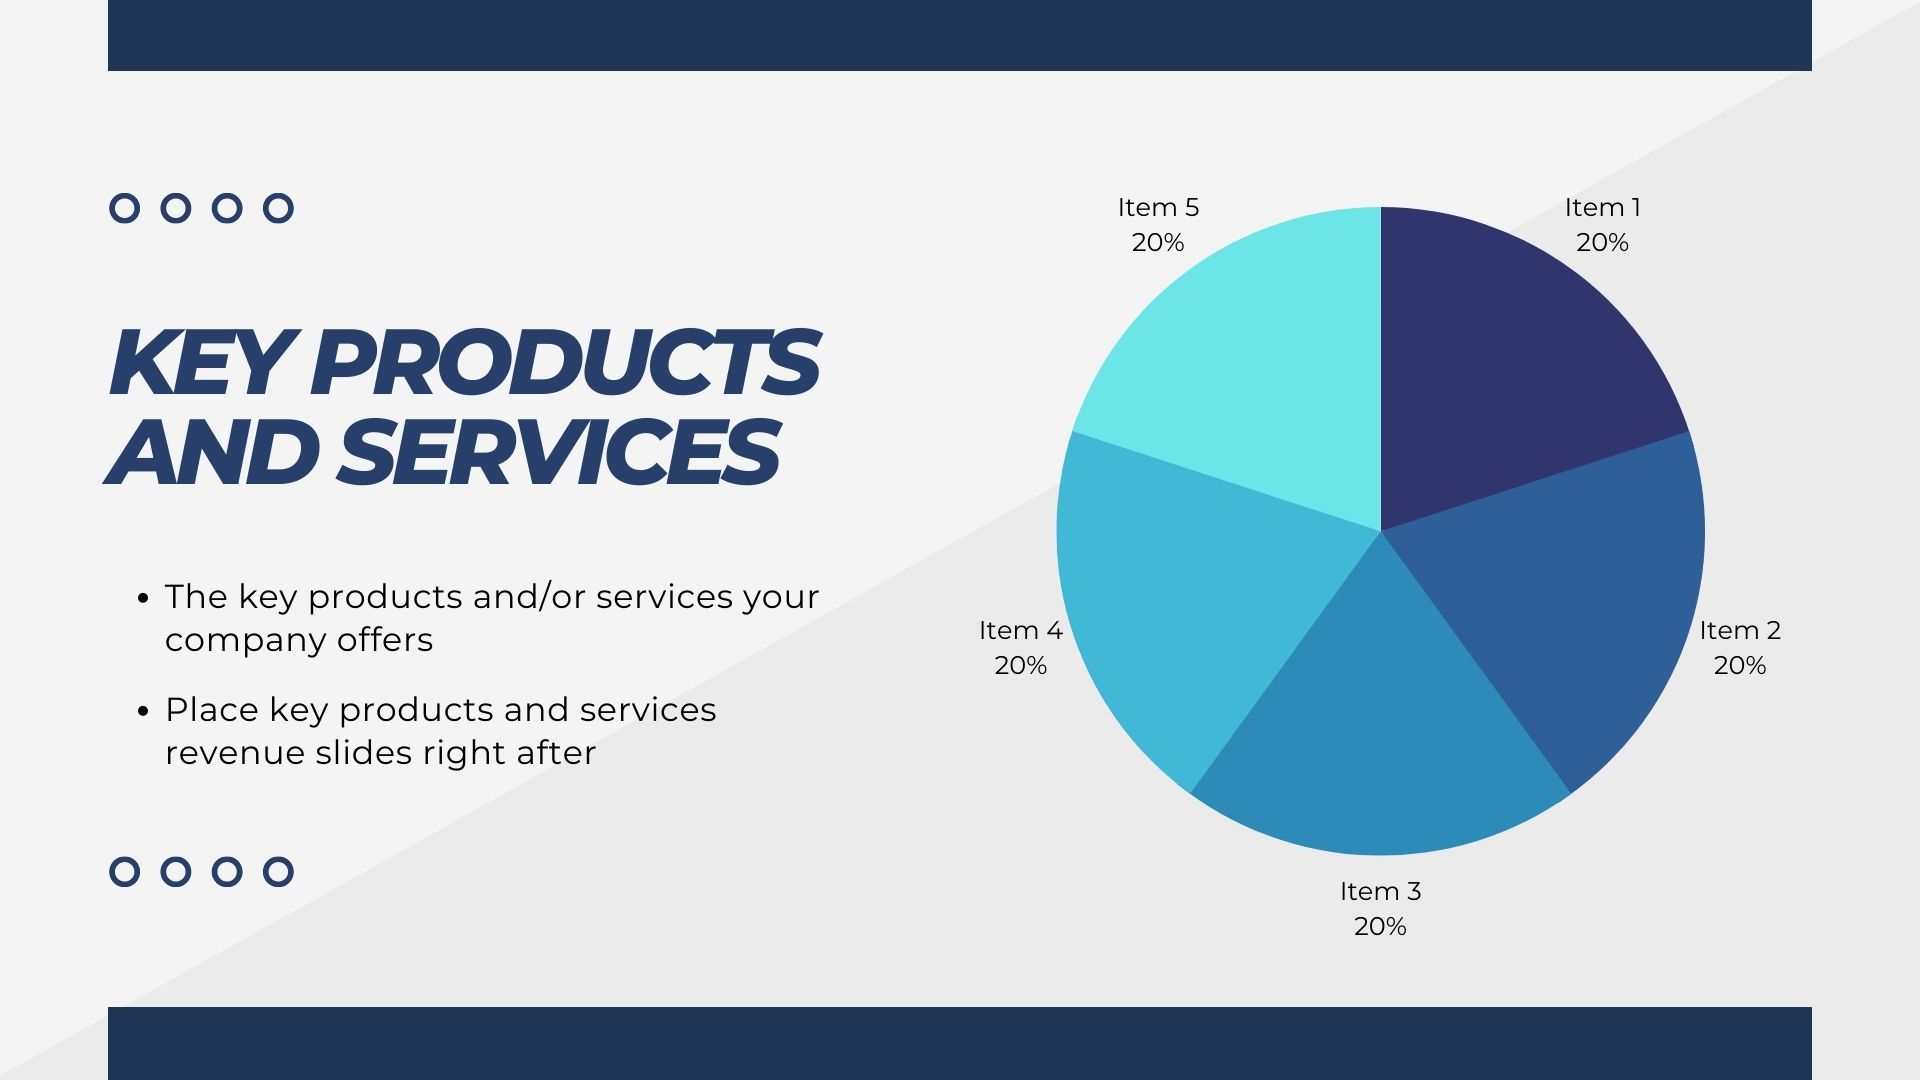 KEY PRODUCTS
AND SERVICES
• The key products and/or services your
company offers
• Place key products and services
revenue slides right after
Item 5
20%
Item 1
20%
Item 4
20%
Item 2
20%
Item 3
20%